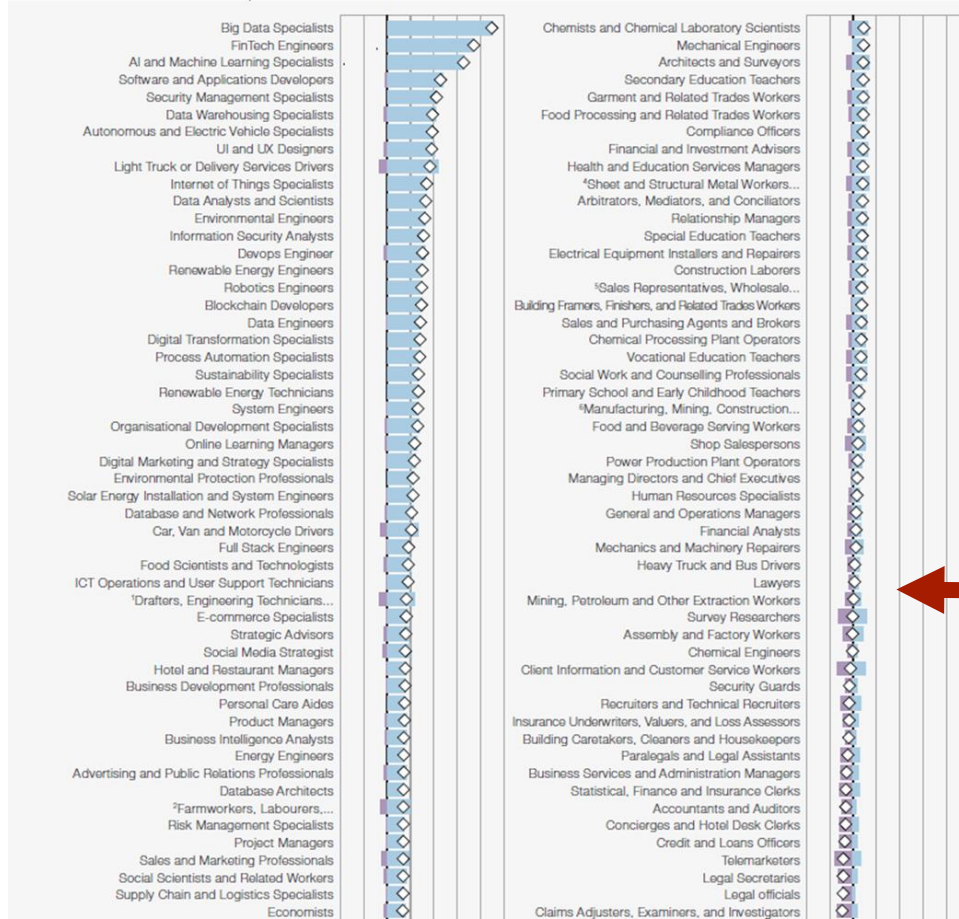 Big Data Specialists
FinTech Engineers
AI and Machine Learning Specialists
Software and Applications Developers
Security Management Specialists
Data Warehousing Specialists
Autonomous and Electric Vehicle Specialists
UI and UX Designers
Light Truck or Delivery Services Drivers
Internet of Things Specialists
Data Analysts and Scientists
Environmental Engineers
Information Security Analysts
Devops Engineer
Renewable Energy Engineers
Robotics Engineers
Blockchain Developers
Data Engineers
Digital Transformation Specialists
Process Automation Specialists
Sustainability Specialists
Renewable Energy Technicians
System Engineers
Organisational Development Specialists
Online Learning Managers
Digital Marketing and Strategy Specialists
Environmental Protection Professionals
Solar Energy Installation and System Engineers
Database and Network Professionals
Car, Van and Motorcycle Drivers
Full Stack Engineers
Food Scientists and Technologists
ICT Operations and User Support Technicians
¹Drafters, Engineering Technicians...
E-commerce Specialists
Strategic Advisors
Social Media Strategist
Hotel and Restaurant Managers
Business Development Professionals
Personal Care Aides
Product Managers
Business Intelligence Analysts
Energy Engineers
Advertising and Public Relations Professionals
Database Architects
²Farmworkers, Labourers,...
Risk Management Specialists
Project Managers
Sales and Marketing Professionals
Social Scientists and Related Workers
Supply Chain and Logistics Specialists
Economists
Chemists and Chemical Laboratory Scientists
Mechanical Engineers
Architects and Surveyors
Secondary Education Teachers
Garment and Related Trades Workers
Food Processing and Related Trades Workers
Compliance Officers
Financial and Investment Advisers
Health and Education Services Managers
⁴Sheet and Structural Metal Workers...
Arbitrators, Mediators, and Conciliators
Relationship Managers
Special Education Teachers
Electrical Equipment Installers and Repairers
Construction Laborers
⁵Sales Representatives, Wholesale...
Building Framers, Finishers, and Related Trades Workers
Sales and Purchasing Agents and Brokers
Chemical Processing Plant Operators
Vocational Education Teachers
Social Work and Counselling Professionals
Primary School and Early Childhood Teachers
⁶Manufacturing, Mining, Construction...
Food and Beverage Serving Workers
Shop Salespersons
Power Production Plant Operators
Managing Directors and Chief Executives
Human Resources Specialists
General and Operations Managers
Financial Analysts
Mechanics and Machinery Repairers
Heavy Truck and Bus Drivers
Lawyers
Mining, Petroleum and Other Extraction Workers
Survey Researchers
Assembly and Factory Workers
Chemical Engineers
Client Information and Customer Service Workers
Security Guards
Recruiters and Technical Recruiters
Insurance Underwriters, Valuers, and Loss Assessors
Building Caretakers, Cleaners and Housekeepers
Paralegals and Legal Assistants
Business Services and Administration Managers
Statistical, Finance and Insurance Clerks
Accountants and Auditors
Concierges and Hotel Desk Clerks
Credit and Loans Officers
Telemarketers
Legal Secretaries
Legal officials
Claims Adjusters, Examiners, and Investigators